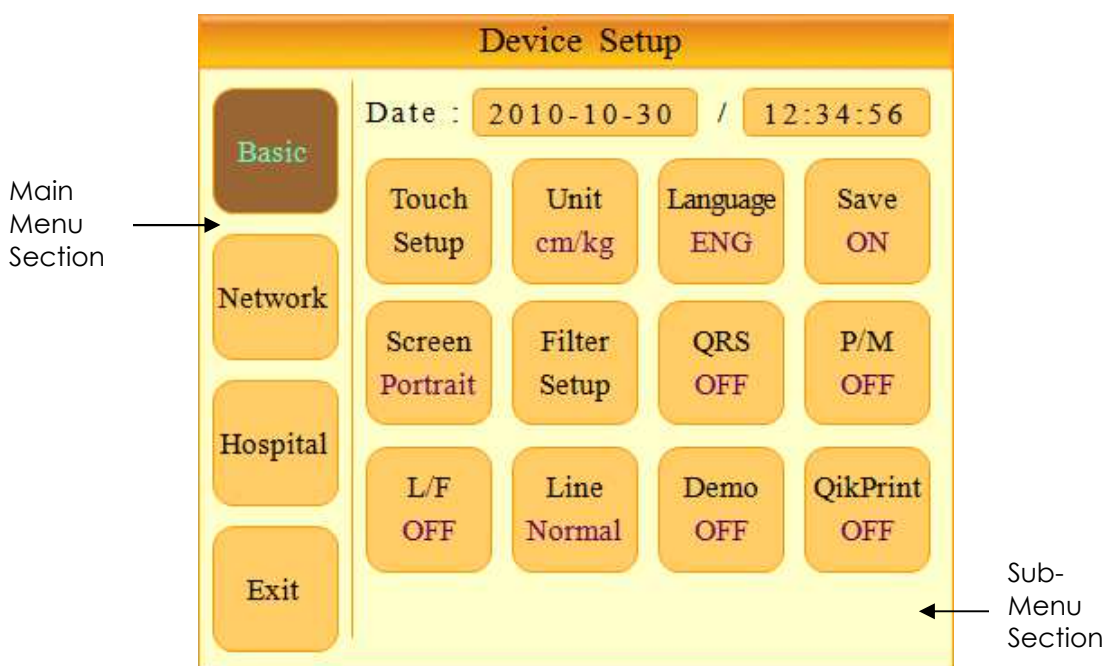 Device Setup
Main
Menu
Section
Basic
Network
Hospital
Exit
Date : 2010-10-30 / 12:34:56
Touch
Setup
Unit
cm/kg
Language
ENG
Save
ON
Screen
Portrait
Filter
Setup
QRS
OFF
P/M
OFF
L/F
OFF
Line
Normal
Demo
OFF
QikPrint
OFF
Sub-
Menu
Section